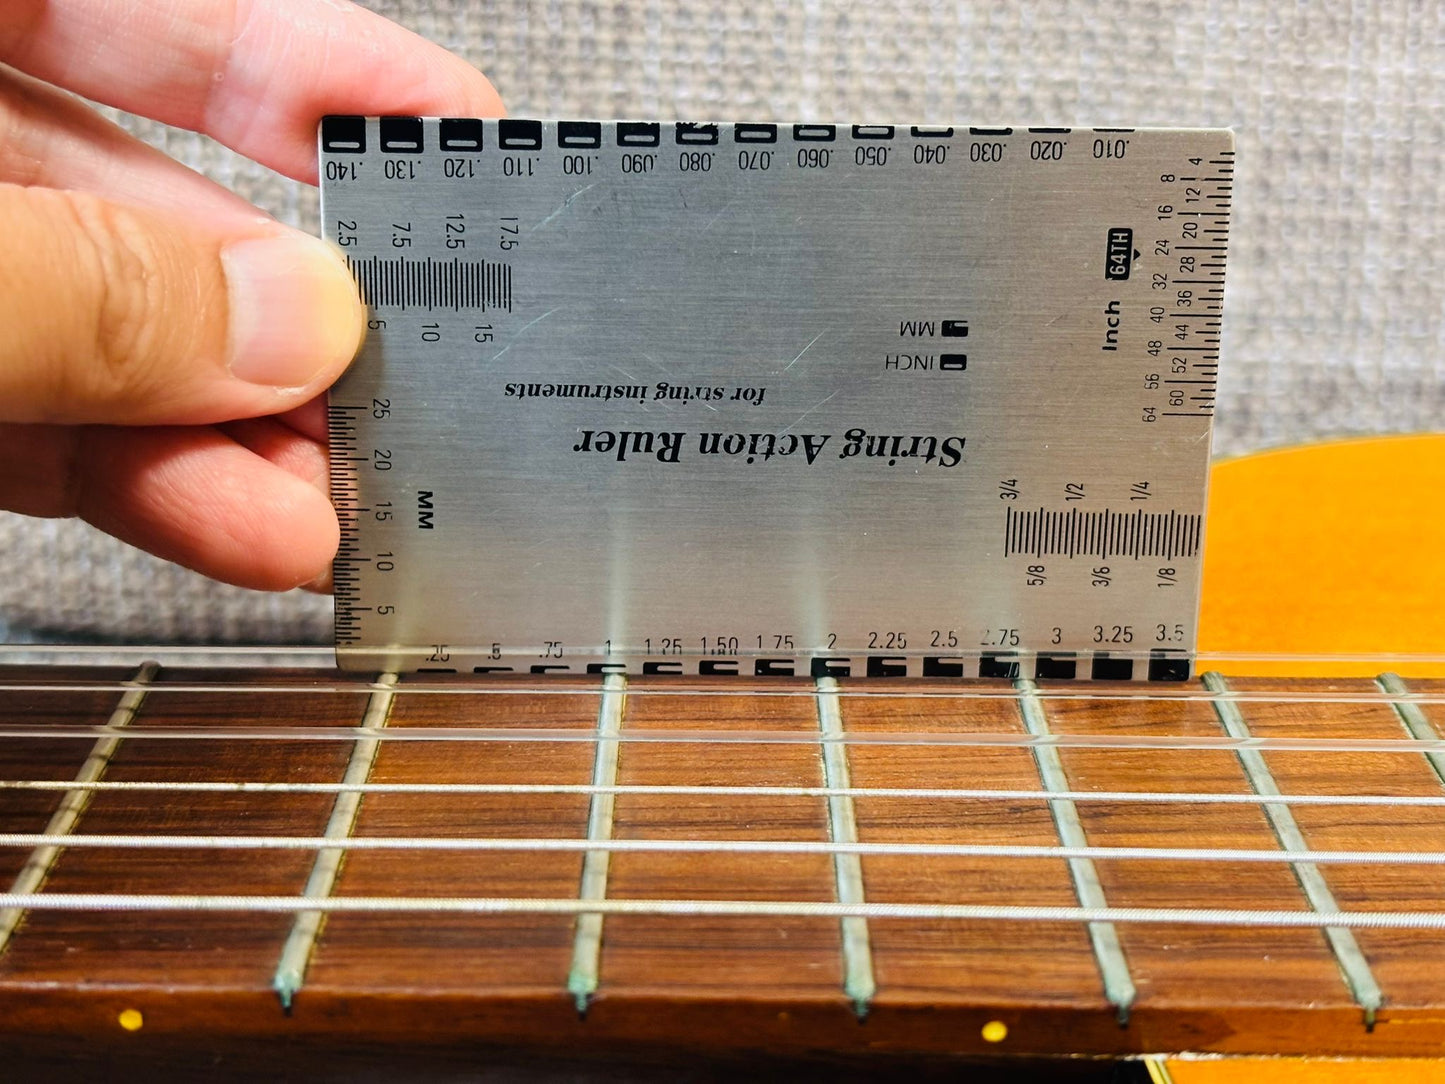 .140 .130 .120 .110 .100 .090 .080 .070 .060 .050 .040 .030 .020 .010
2.5 7.5 12.5 17.5
5 10 15
4 8 12 16 20 24 28 32 36 40 44 48 52 56 60 64
Inch 64TH
MM
INCH
for string instruments
String Action Ruler
25 20 15 10 5
MM
3/4 1/2 1/4
5/8 3/6 1/8
.25 .5 .75 1 1.25 1.50 1.75 2 2.25 2.5 2.75 3 3.25 3.5